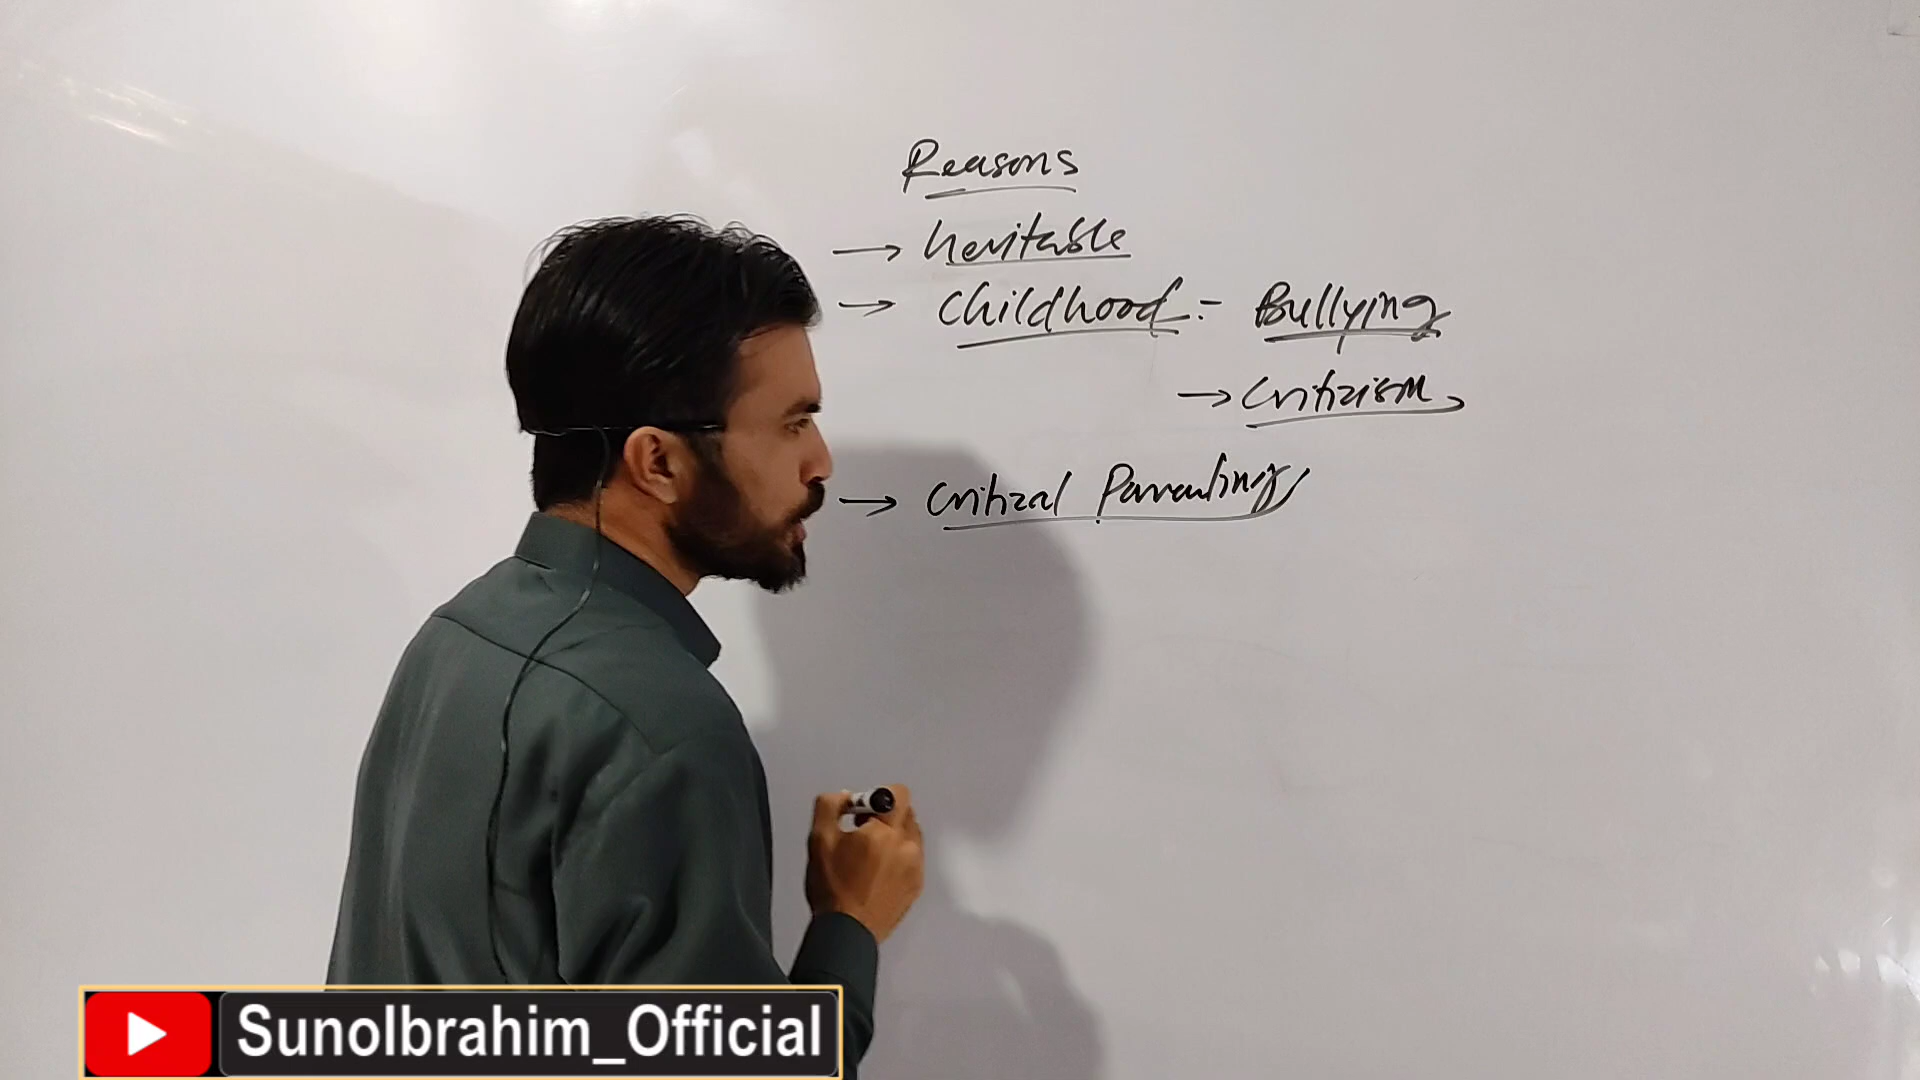 Reasons
→ heritable
→ Childhood :- Bullying
→ Criticism,
→ Critical Parenting
SunoIbrahim_Official